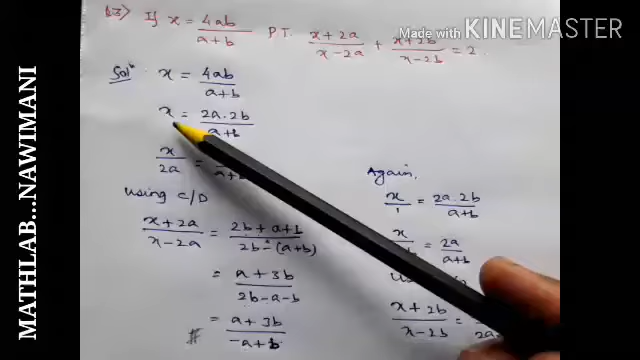 Made with KINEMASTER
Q3> If x = 4ab/(a+b) P.T. (x+2a)/(x-2a) + (x+2b)/(x-2b) = 2.
Solⁿ x = 4ab/(a+b)
x = 2a.2b/(a+b)
x/2a =
Using C/D
(x+2a)/(x-2a) = (2b+a+b)/(2b-(a+b))
= (a+3b)/(2b-a-b)
= (a+3b)/(-a+b)
#
Again,
x/1 = 2a.2b/(a+b)
x = 2a/(a+b)
(x+2b)/(x-2b) =
MATHLAB...NAWIMANI